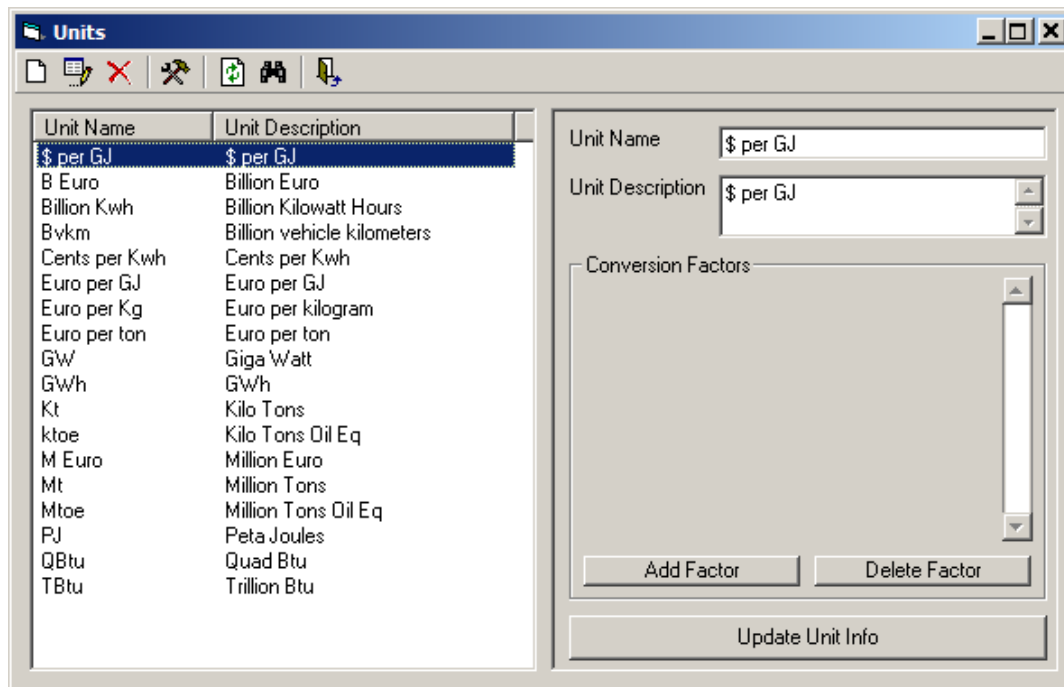 Units
Unit Name Unit Description
$ per GJ $ per GJ
B Euro Billion Euro
Billion Kwh Billion Kilowatt Hours
Bvkm Billion vehicle kilometers
Cents per Kwh Cents per Kwh
Euro per GJ Euro per GJ
Euro per Kg Euro per kilogram
Euro per ton Euro per ton
GW Giga Watt
GWh GWh
Kt Kilo Tons
ktoe Kilo Tons Oil Eq
M Euro Million Euro
Mt Million Tons
Mtoe Million Tons Oil Eq
PJ Peta Joules
QBtu Quad Btu
TBtu Trillion Btu
Unit Name $ per GJ
Unit Description $ per GJ
Conversion Factors
Add Factor Delete Factor
Update Unit Info